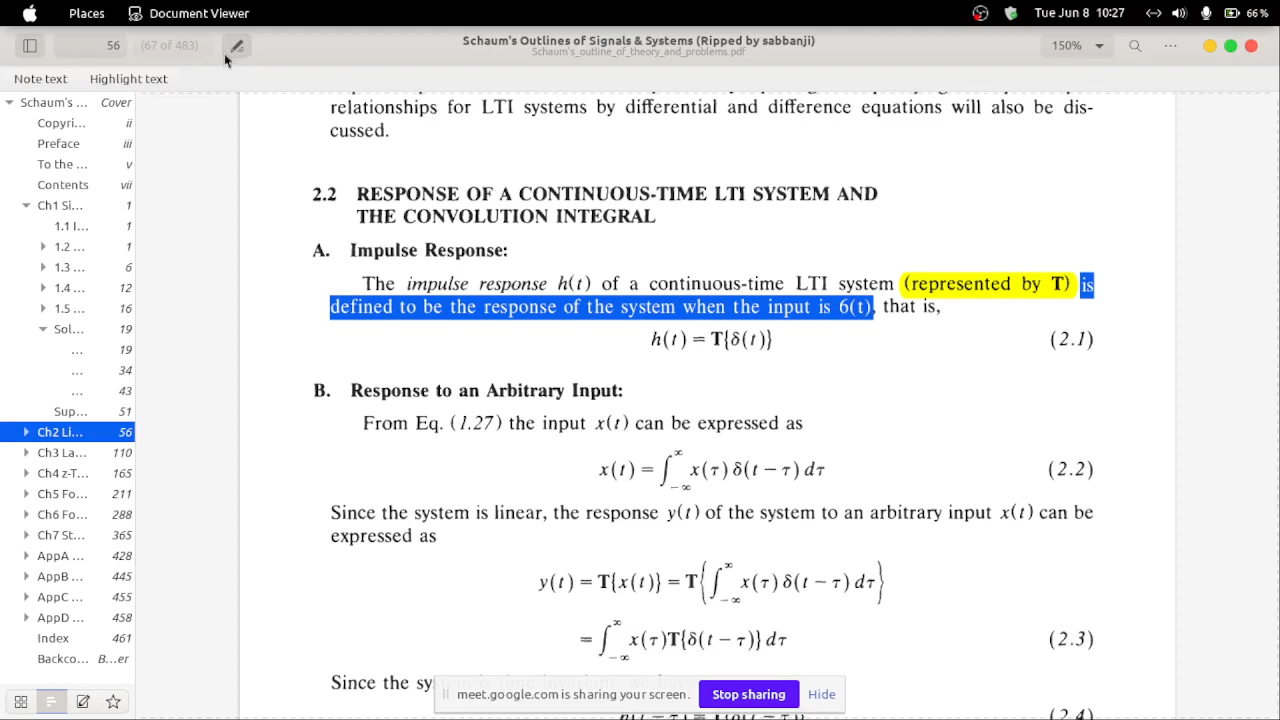 Places Document Viewer Tue Jun 8 10:27 66 %
56 (67 of 483) Schaum's Outlines of Signals & Systems (Ripped by sabbanji) 150%
Schaum's_outline_of_theory_and_problems.pdf
Note text Highlight text
Schaum's ... Cover
Copyri... ii
Preface iii
To the ... v
Contents vii
Ch1 Si... 1
1.1 I... 1
1.2 ... 1
1.3 ... 6
1.4 ... 12
1.5 ... 16
Sol... 19
... 19
... 34
... 43
Sup... 51
Ch2 Li... 56
Ch3 La... 110
Ch4 z-T... 165
Ch5 Fo... 211
Ch6 Fo... 288
Ch7 St... 365
AppA ... 428
AppB ... 445
AppC ... 455
AppD ... 458
Index 461
Backco... B...er
relationships for LTI systems by differential and difference equations will also be dis-
cussed.
2.2 RESPONSE OF A CONTINUOUS-TIME LTI SYSTEM AND
THE CONVOLUTION INTEGRAL
A. Impulse Response:
The impulse response h(t) of a continuous-time LTI system (represented by T) is
defined to be the response of the system when the input is 6(t), that is,
h(t) = T{δ(t)} (2.1)
B. Response to an Arbitrary Input:
From Eq. (1.27) the input x(t) can be expressed as
x(t) = ∫_{-∞}^{∞} x(τ) δ(t − τ) dτ (2.2)
Since the system is linear, the response y(t) of the system to an arbitrary input x(t) can be
expressed as
y(t) = T{x(t)} = T{∫_{-∞}^{∞} x(τ) δ(t − τ) dτ}
= ∫_{-∞}^{∞} x(τ)T{δ(t − τ)} dτ (2.3)
Since the
meet.google.com is sharing your screen. Stop sharing Hide
(2.4)